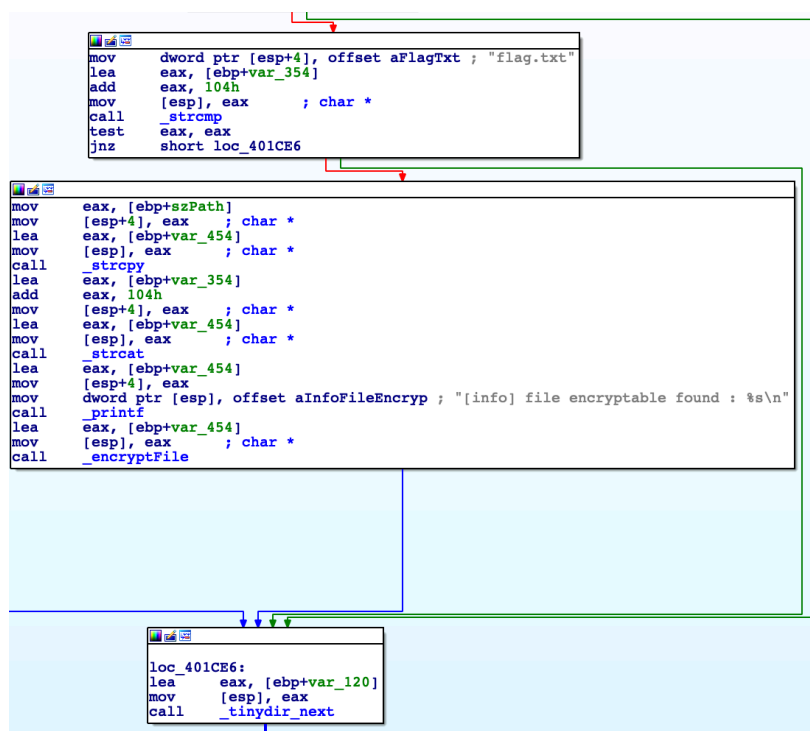 mov dword ptr [esp+4], offset aFlagTxt ; "flag.txt"
lea eax, [ebp+var_354]
add eax, 104h
mov [esp], eax ; char *
call _strcmp
test eax, eax
jnz short loc_401CE6
mov eax, [ebp+szPath]
mov [esp+4], eax ; char *
lea eax, [ebp+var_454]
mov [esp], eax ; char *
call _strcpy
lea eax, [ebp+var_354]
add eax, 104h
mov [esp+4], eax ; char *
lea eax, [ebp+var_454]
mov [esp], eax ; char *
call _strcat
lea eax, [ebp+var_454]
mov [esp+4], eax
mov dword ptr [esp], offset aInfoFileEncryp ; "[info] file encryptable found : %s\n"
call _printf
lea eax, [ebp+var_454]
mov [esp], eax ; char *
call _encryptFile
loc_401CE6:
lea eax, [ebp+var_120]
mov [esp], eax
call _tinydir_next